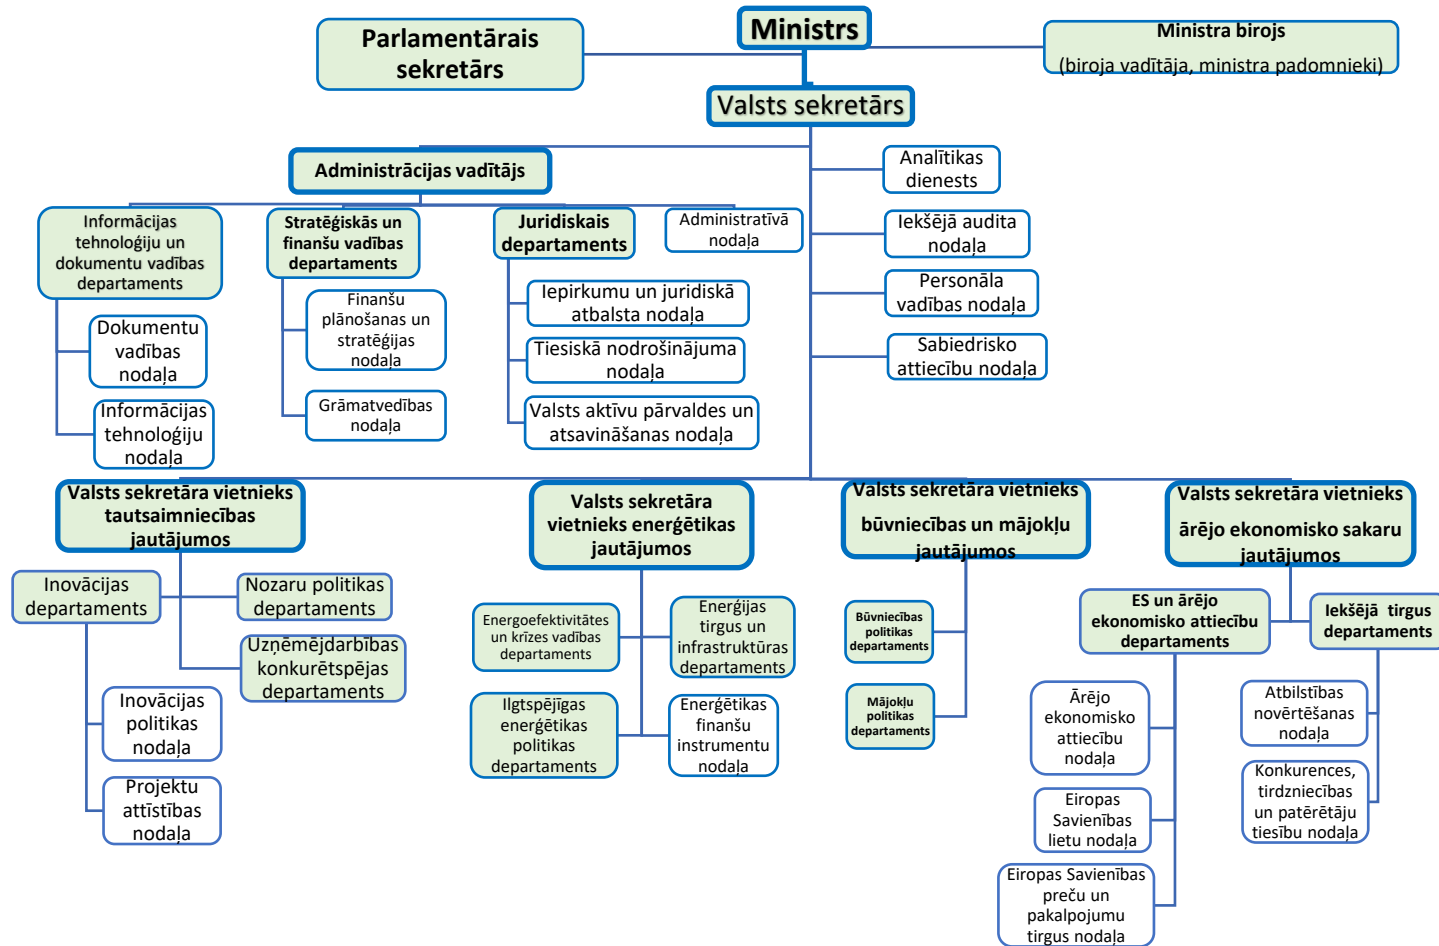 Ministrs
Parlamentārais
sekretārs
Ministra birojs
(biroja vadītāja, ministra padomnieki)
Valsts sekretārs
Administrācijas vadītājs
Analītikas
dienests
Iekšējā audita
nodaļa
Personāla
vadības nodaļa
Sabiedrisko
attiecību nodaļa
Informācijas
tehnoloģiju un
dokumentu vadības
departaments
Dokumentu
vadības
nodaļa
Informācijas
tehnoloģiju
nodaļa
Stratēģiskās un
finanšu vadības
departaments
Finanšu
plānošanas un
stratēģijas
nodaļa
Grāmatvedības
nodaļa
Juridiskais
departaments
Iepirkumu un juridiskā
atbalsta nodaļa
Tiesiskā nodrošinājuma
nodaļa
Valsts aktīvu pārvaldes un
atsavināšanas nodaļa
Administratīvā
nodaļa
Valsts sekretāra vietnieks
tautsaimniecības
jautājumos
Inovācijas
departaments
Nozaru politikas
departaments
Uzņēmējdarbības
konkurētspējas
departaments
Inovācijas
politikas
nodaļa
Projektu
attīstības
nodaļa
Valsts sekretāra
vietnieks enerģētikas
jautājumos
Energoefektivitātes
un krīzes vadības
departaments
Enerģijas
tirgus un
infrastruktūras
departaments
Ilgtspējīgas
enerģētikas
politikas
departaments
Enerģētikas
finanšu
instrumentu
nodaļa
Valsts sekretāra vietnieks
būvniecības un mājokļu
jautājumos
Būvniecības
politikas
departaments
Mājokļu
politikas
departaments
Valsts sekretāra vietnieks
ārējo ekonomisko sakaru
jautājumos
ES un ārējo
ekonomisko attiecību
departaments
Ārējo
ekonomisko
attiecību
nodaļa
Eiropas
Savienības
lietu nodaļa
Eiropas Savienības
preču un
pakalpojumu
tirgus nodaļa
Iekšējā tirgus
departaments
Atbilstības
novērtēšanas
nodaļa
Konkurences,
tirdzniecības
un patērētāju
tiesību nodaļa